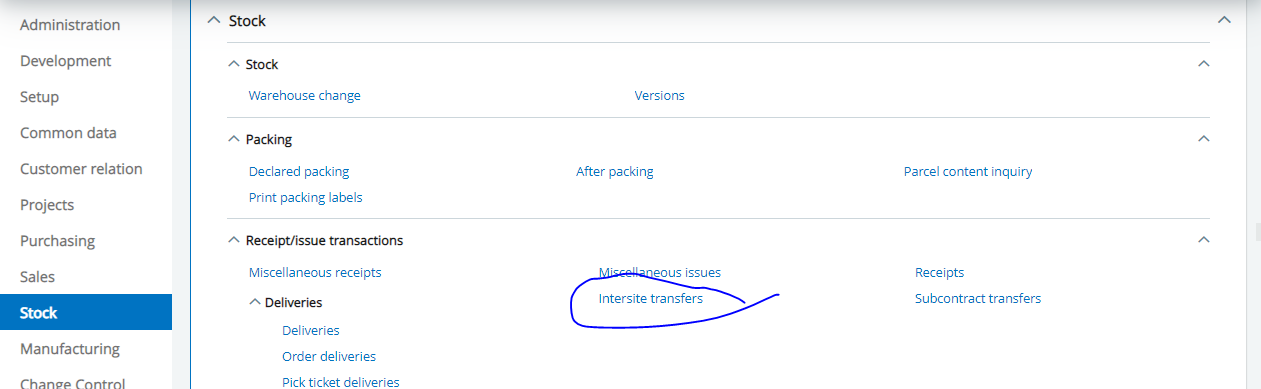 Administration
Development
Setup
Common data
Customer relation
Projects
Purchasing
Sales
Stock
Manufacturing
Change Control
Stock
Stock
Warehouse change
Versions
Packing
Declared packing
After packing
Parcel content inquiry
Print packing labels
Receipt/issue transactions
Miscellaneous receipts
Miscellaneous issues
Receipts
Deliveries
Intersite transfers
Subcontract transfers
Deliveries
Order deliveries
Pick ticket deliveries